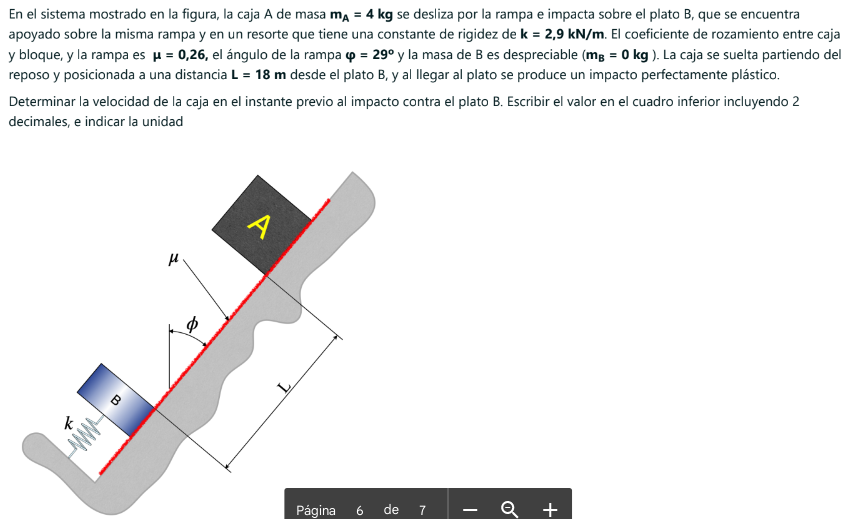 En el sistema mostrado en la figura, la caja A de masa mA = 4 kg se desliza por la rampa e impacta sobre el plato B, que se encuentra
apoyado sobre la misma rampa y en un resorte que tiene una constante de rigidez de k = 2,9 kN/m. El coeficiente de rozamiento entre caja
y bloque, y la rampa es μ = 0,26, el ángulo de la rampa φ = 29º y la masa de B es despreciable (mB = 0 kg ). La caja se suelta partiendo del
reposo y posicionada a una distancia L = 18 m desde el plato B, y al llegar al plato se produce un impacto perfectamente plástico.
Determinar la velocidad de la caja en el instante previo al impacto contra el plato B. Escribir el valor en el cuadro inferior incluyendo 2
decimales, e indicar la unidad
A
μ
ϕ
L
B
k
Página 6 de 7